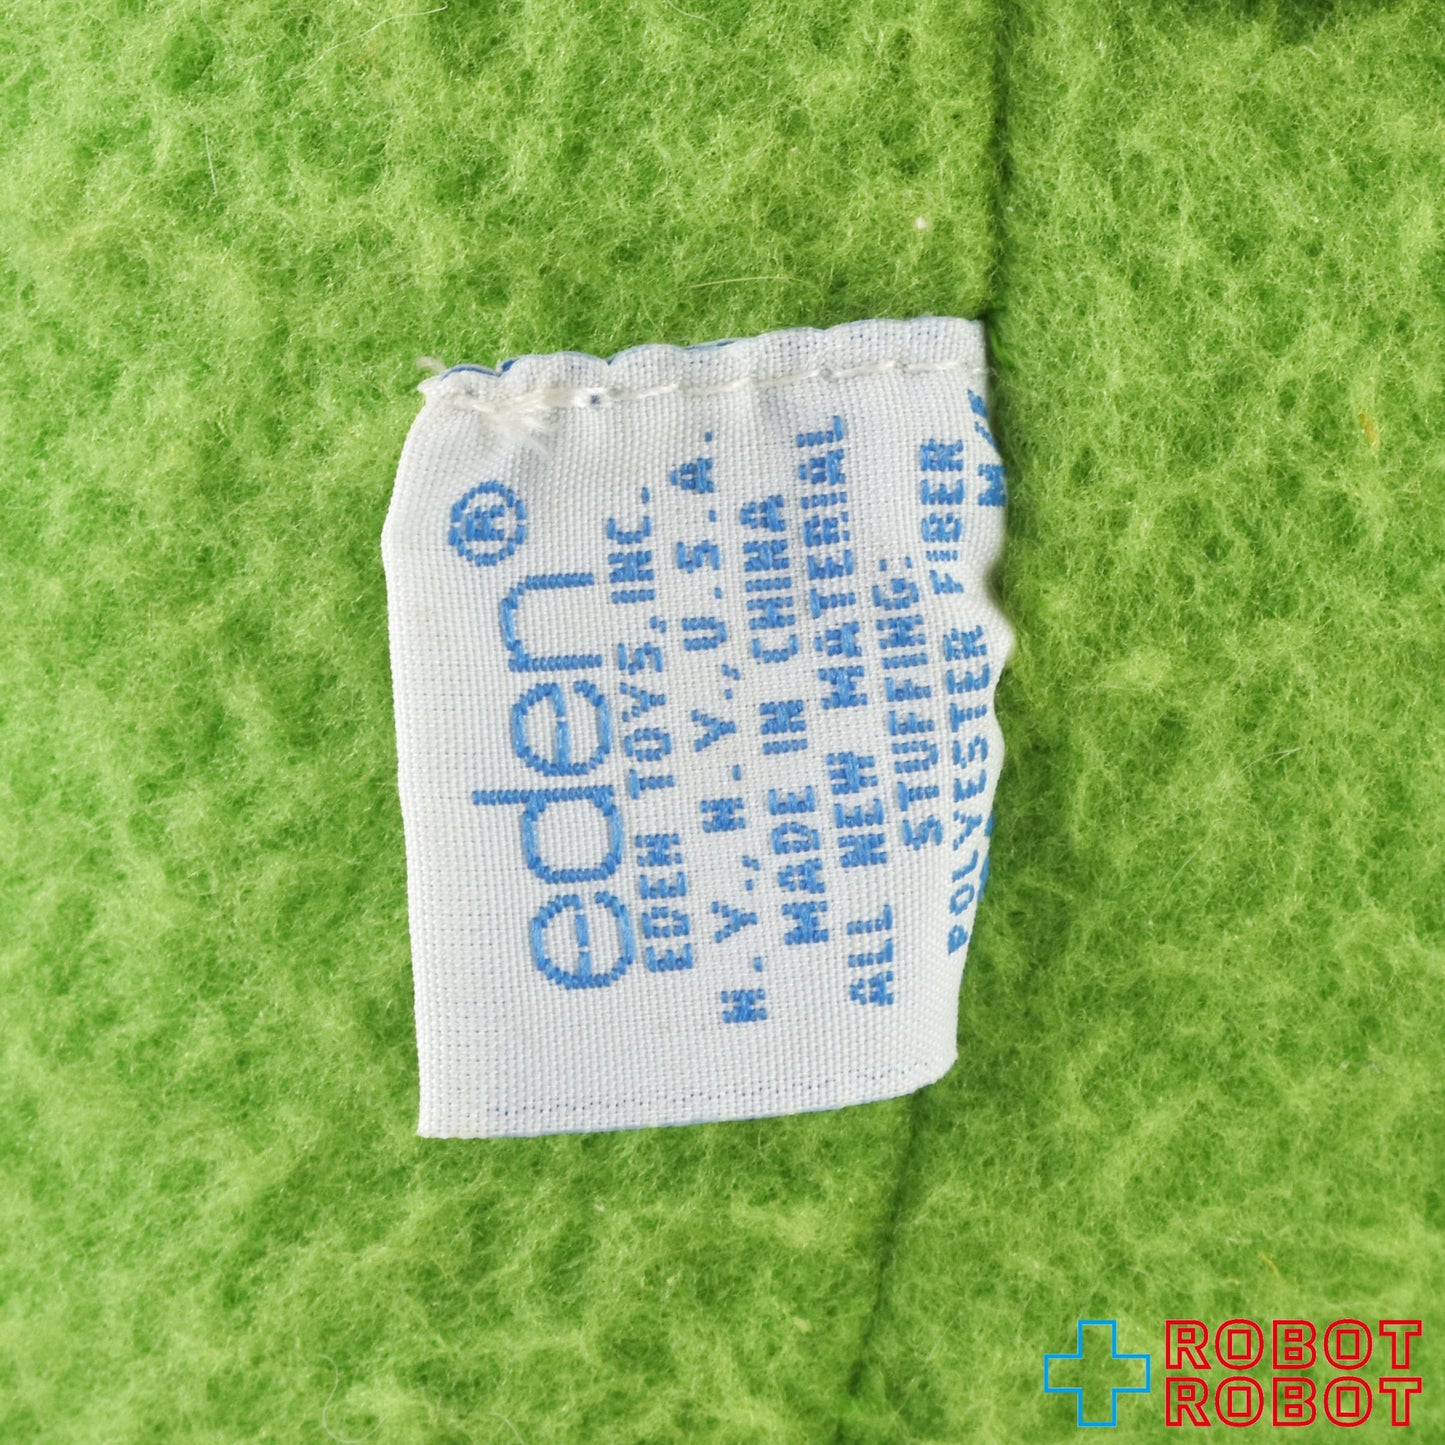 eden®
EDEN TOYS, INC.
N.Y., N.Y., U.S.A.
MADE IN CHINA
ALL NEW MATERIAL
STUFFING:
POLYESTER FIBER
ROBOT
ROBOT